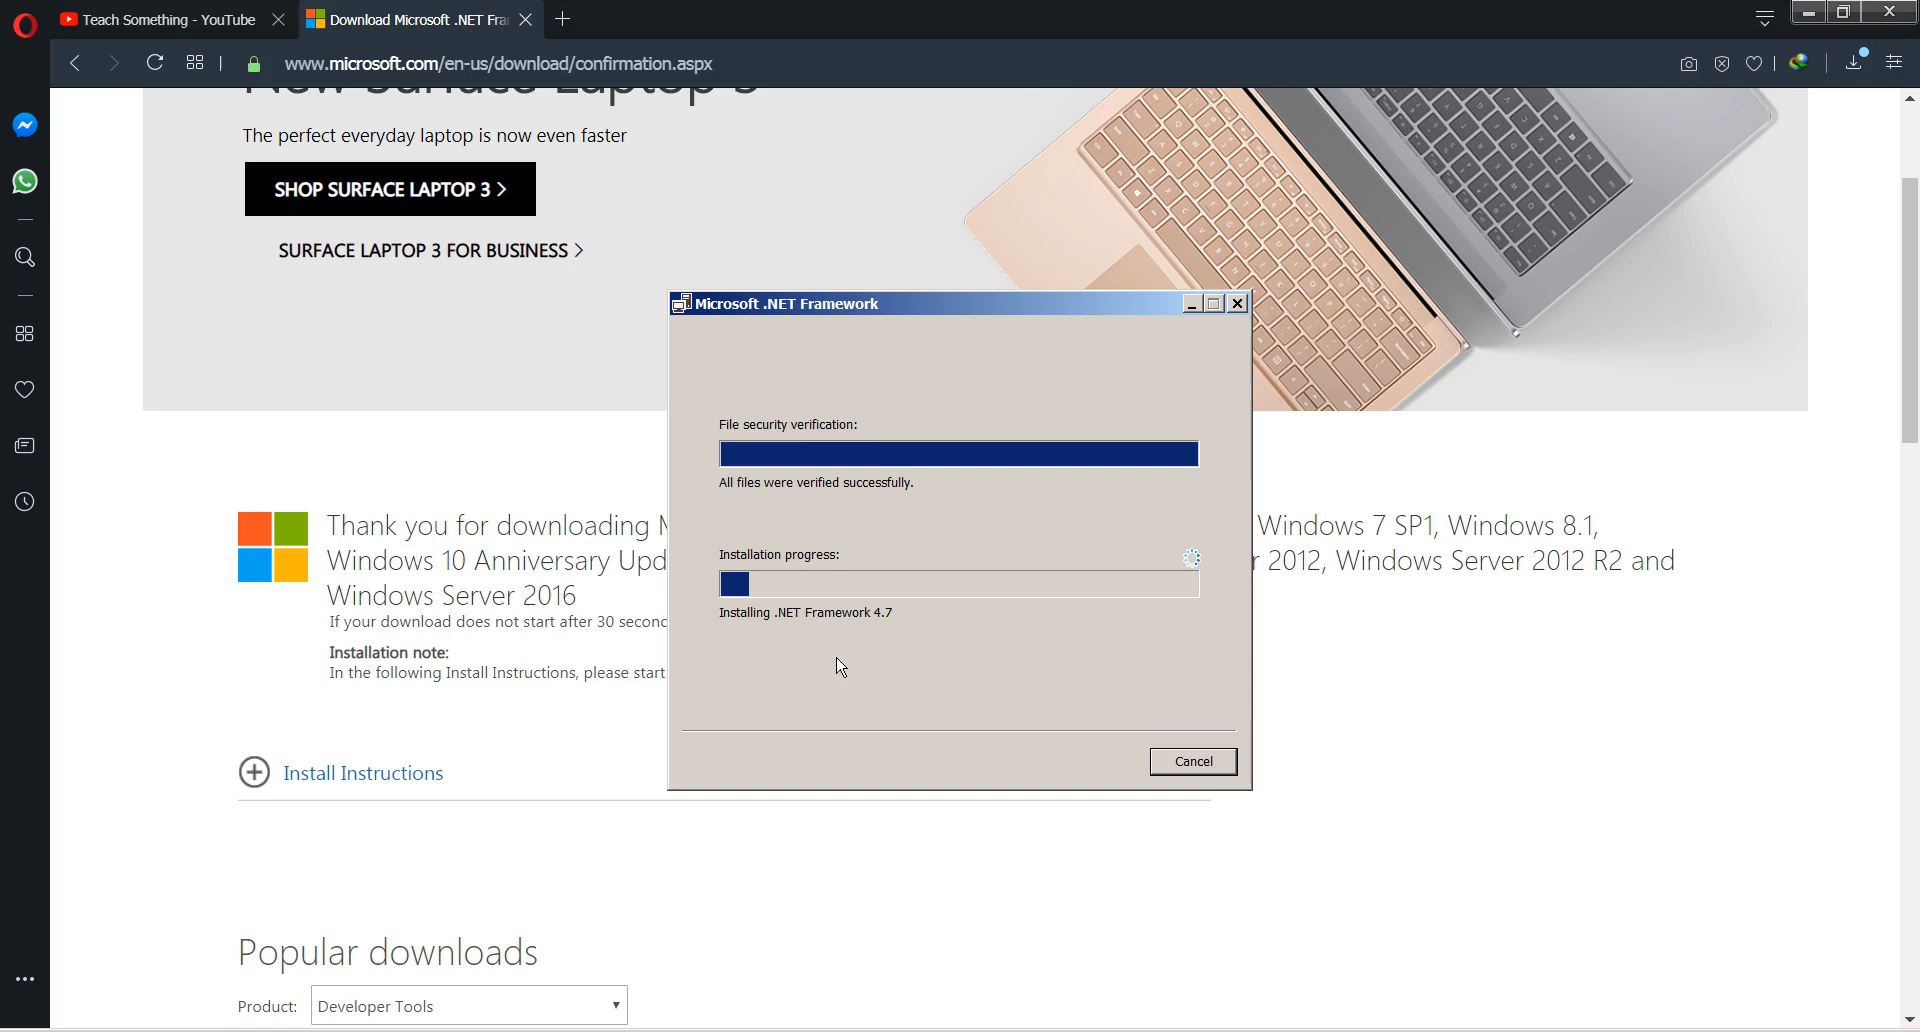 Teach Something - YouTube
Download Microsoft .NET Fra
www.microsoft.com/en-us/download/confirmation.aspx
New Surface Laptop 3
The perfect everyday laptop is now even faster
SHOP SURFACE LAPTOP 3 >
SURFACE LAPTOP 3 FOR BUSINESS >
Microsoft .NET Framework
File security verification:
All files were verified successfully.
Installation progress:
Installing .NET Framework 4.7
Cancel
Thank you for downloading Windows 7 SP1, Windows 8.1,
Windows 10 Anniversary Upd r 2012, Windows Server 2012 R2 and
Windows Server 2016
If your download does not start after 30 second
Installation note:
In the following Install Instructions, please start
Install Instructions
Popular downloads
Product: Developer Tools